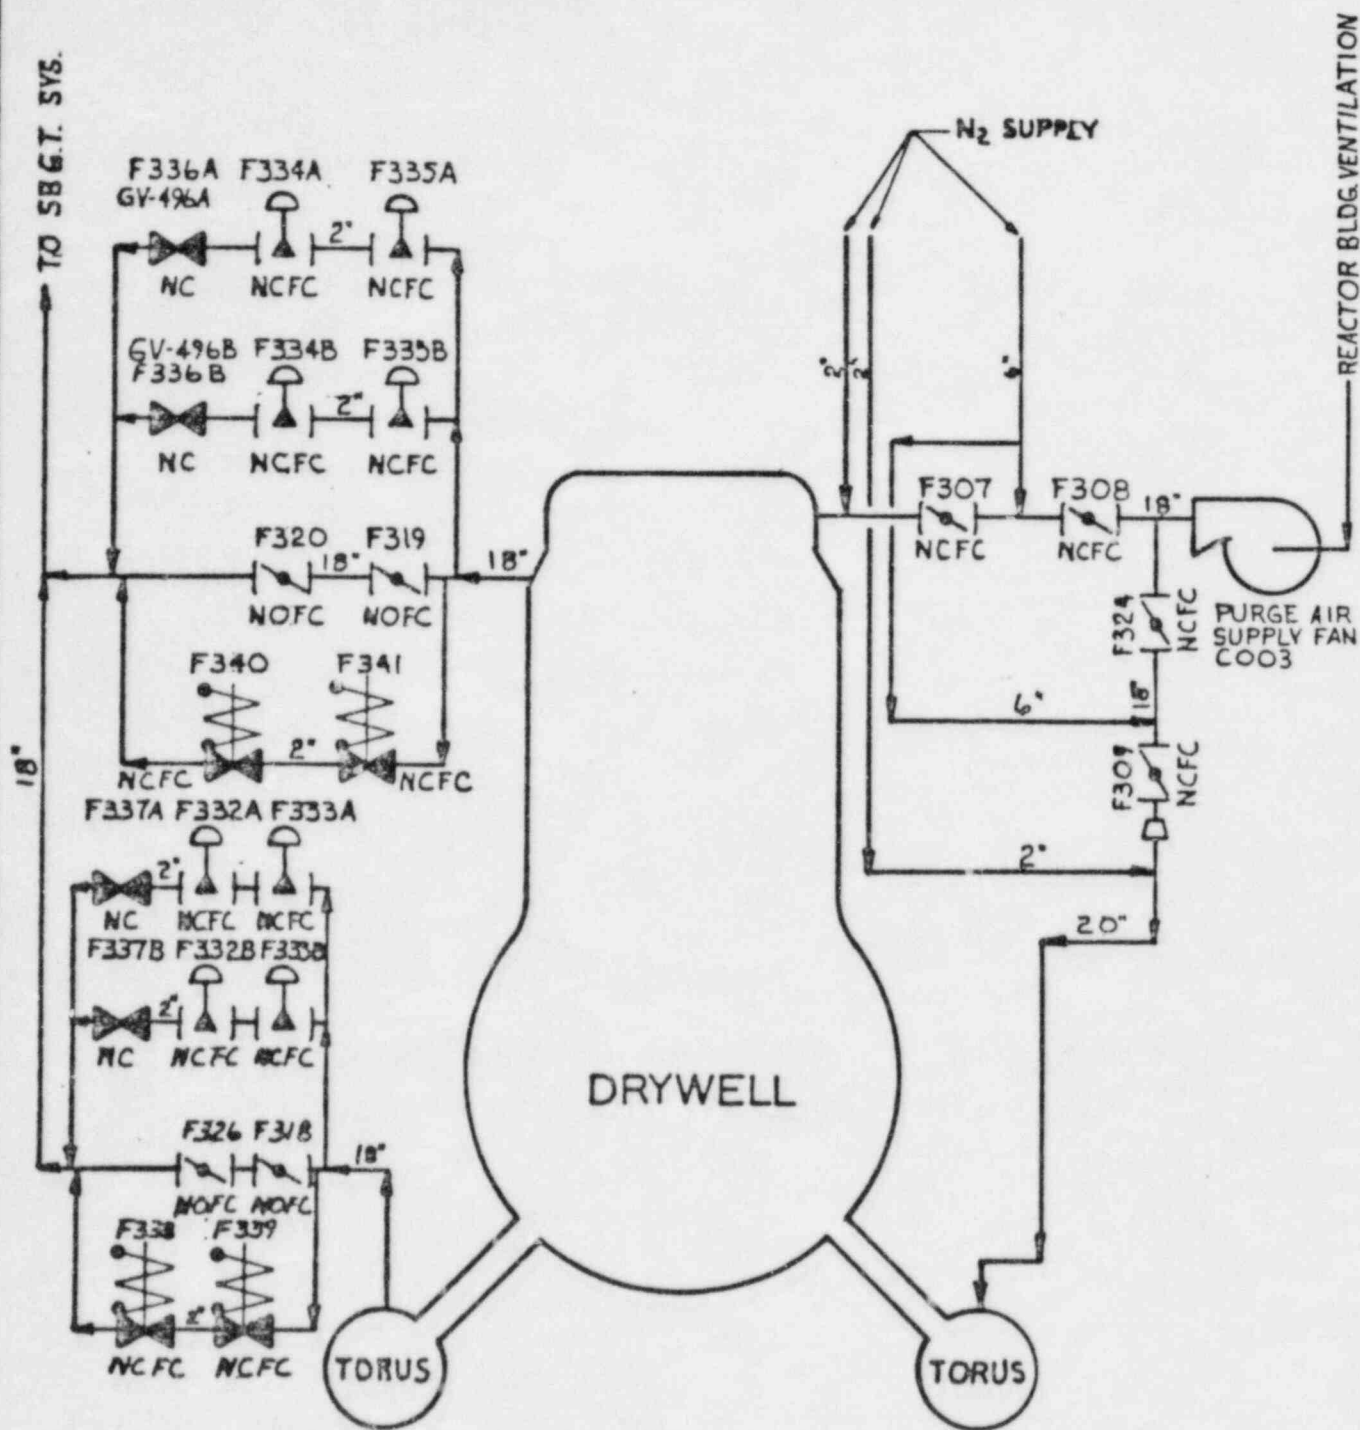 TO SBG.T. SYS.
REACTOR BLDG. VENTILATION
N2 SUPPLY
F336A F334A F335A
GV-496A
2"
NC NCFC NCFC
GV-496B F334B F335B
F336B
2"
NC NCFC NCFC
2" 2" 6"
F307 F308
18"
NCFC NCFC
F320 F319
18"
18"
NOFC NOFC
F324 NCFC
PURGE AIR
SUPPLY FAN
C003
F340 F341
2"
NCFC NCFC
18"
6"
18"
F309 NCFC
F337A F332A F333A
2"
NC NCFC NCFC
2"
20"
F337B F332B F333B
2"
NC NCFC NCFC
DRYWELL
F326 F318
18"
NOFC NOFC
F338 F339
2"
NCFC NCFC
TORUS TORUS